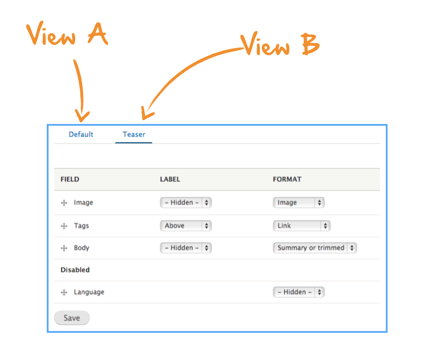 View A
View B
Default Teaser
FIELD LABEL FORMAT
Image - Hidden - Image
Tags Above Link
Body - Hidden - Summary or trimmed
Disabled
Language - Hidden -
Save